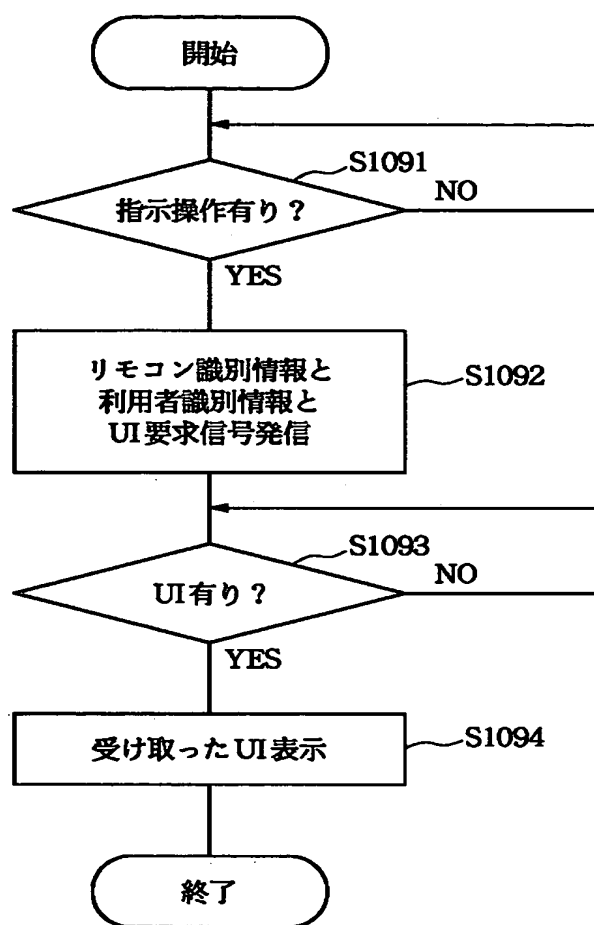 開始
S1091
指示操作有り？
NO
YES
リモコン識別情報と
利用者識別情報と
UI要求信号発信
S1092
S1093
UI有り？
NO
YES
受け取ったUI表示
S1094
終了